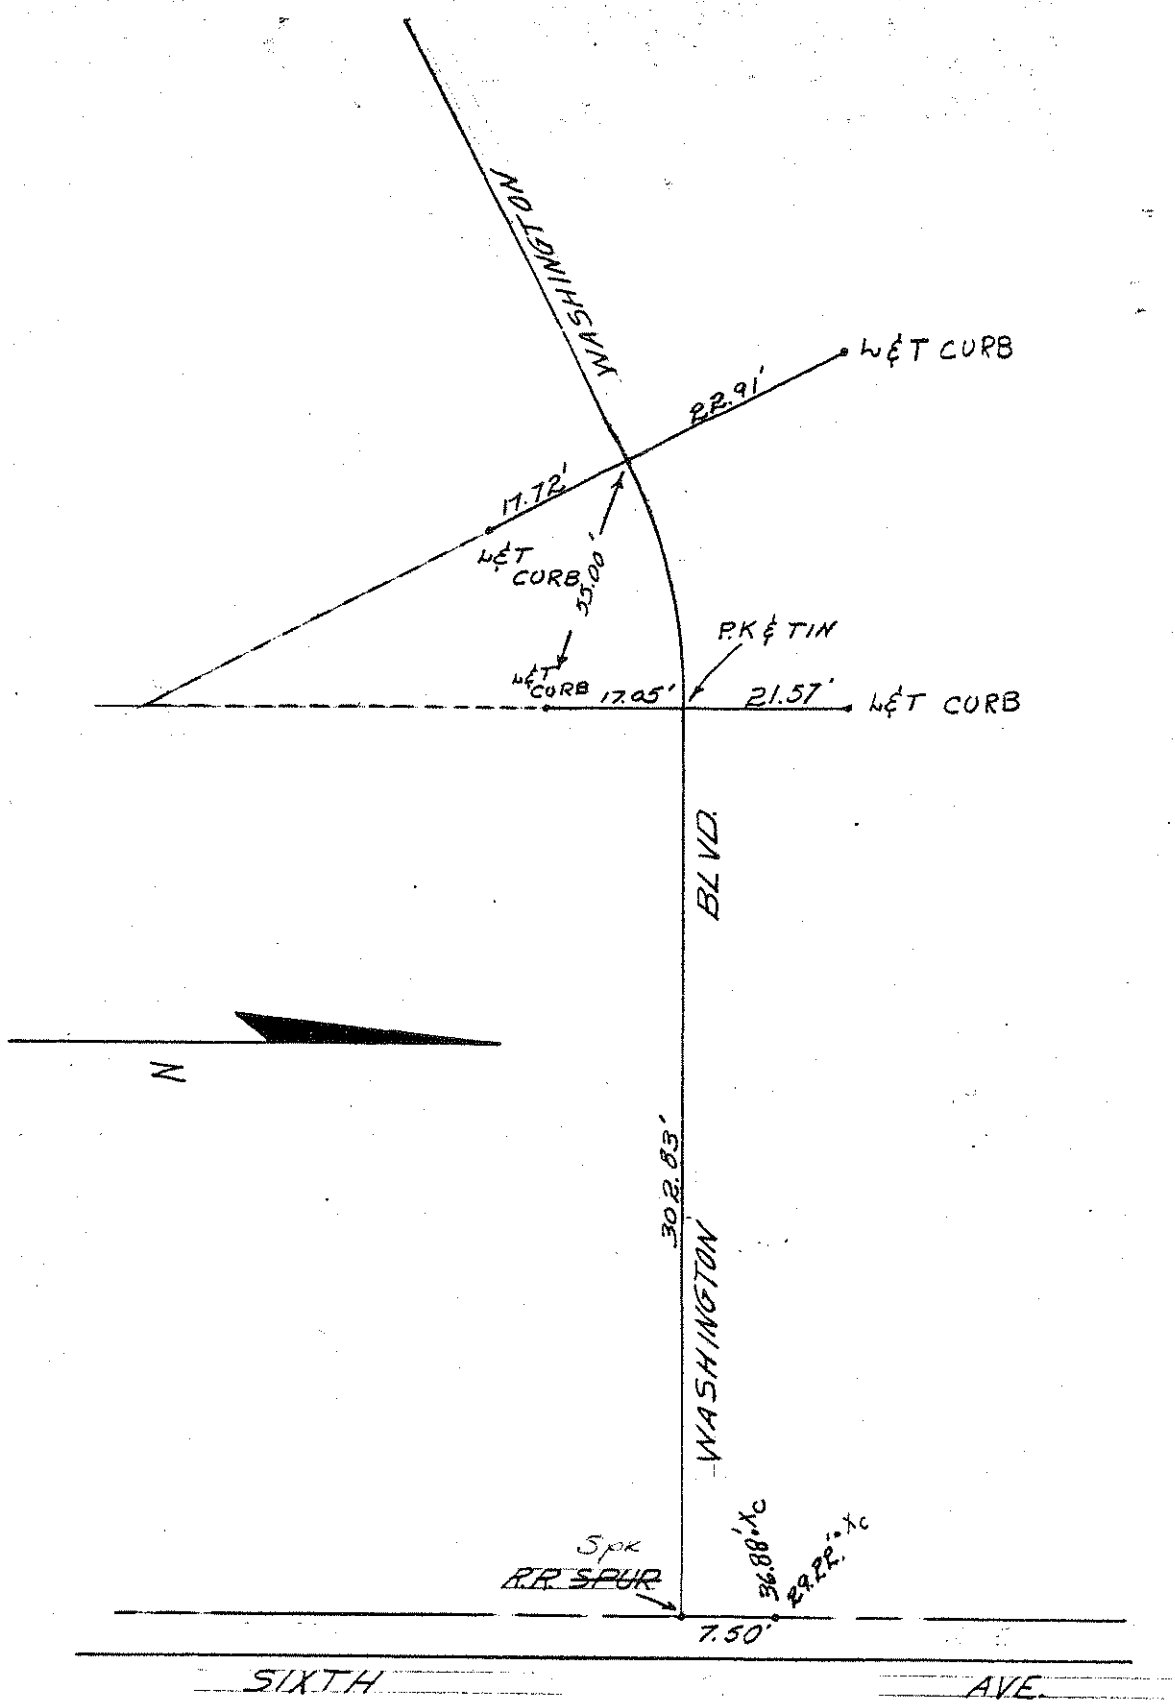 WASHINGTON
L&T CURB
22.91'
17.72'
L&T
CURB
55.00'
P.K & TIN
L&T
CURB
17.05'
21.57'
L&T CURB
BLVD.
N
302.83'
WASHINGTON
36.88' Xc
29.22' Xc
Spk
R.R. SPUR
7.50'
SIXTH AVE.